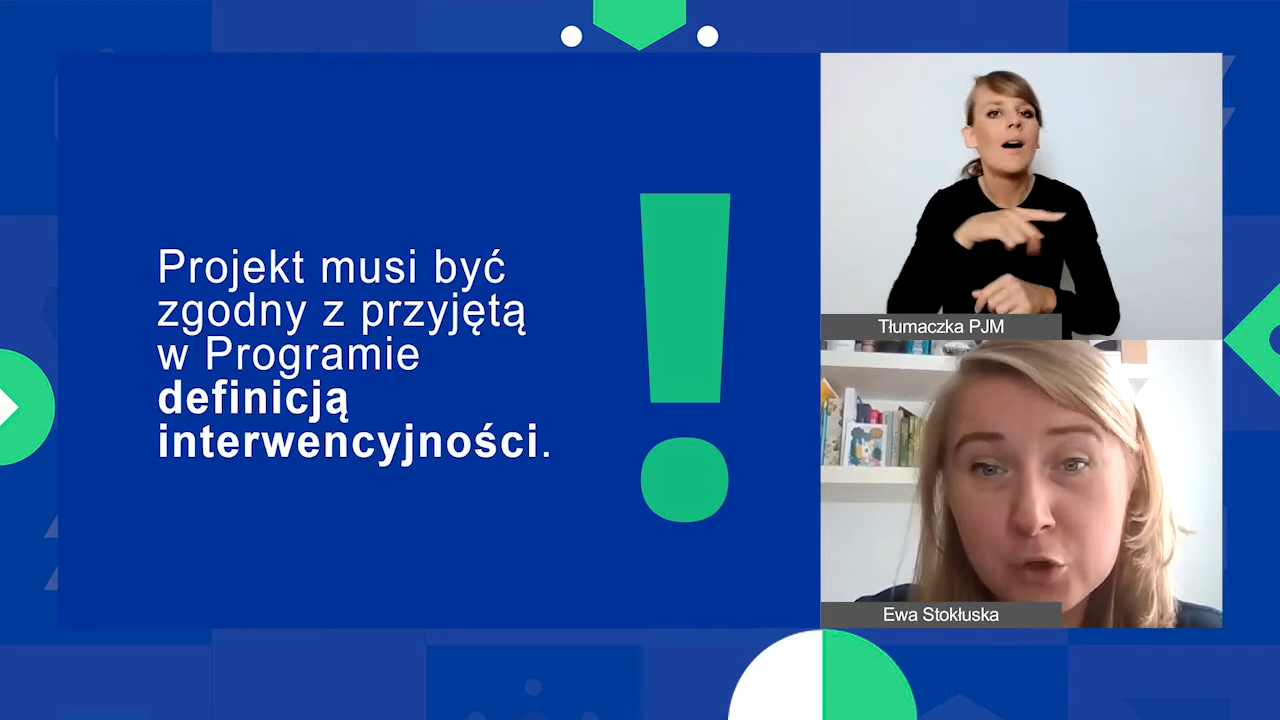 Projekt musi być
zgodny z przyjętą
w Programie
definicją
interwencyjności.
!
Tłumaczka PJM
Ewa Stokłuska